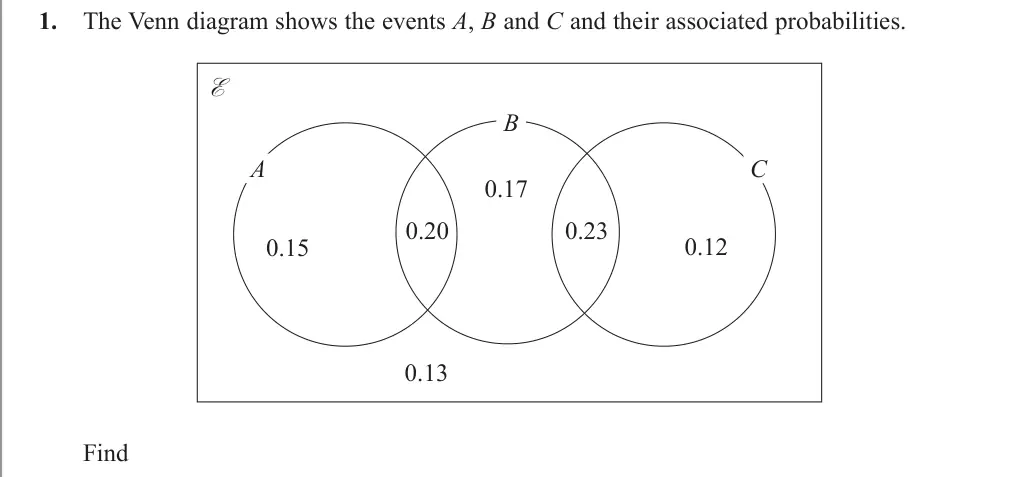 1. The Venn diagram shows the events A, B and C and their associated probabilities.
ℰ
B
A
C
0.17
0.20
0.23
0.15
0.12
0.13
Find